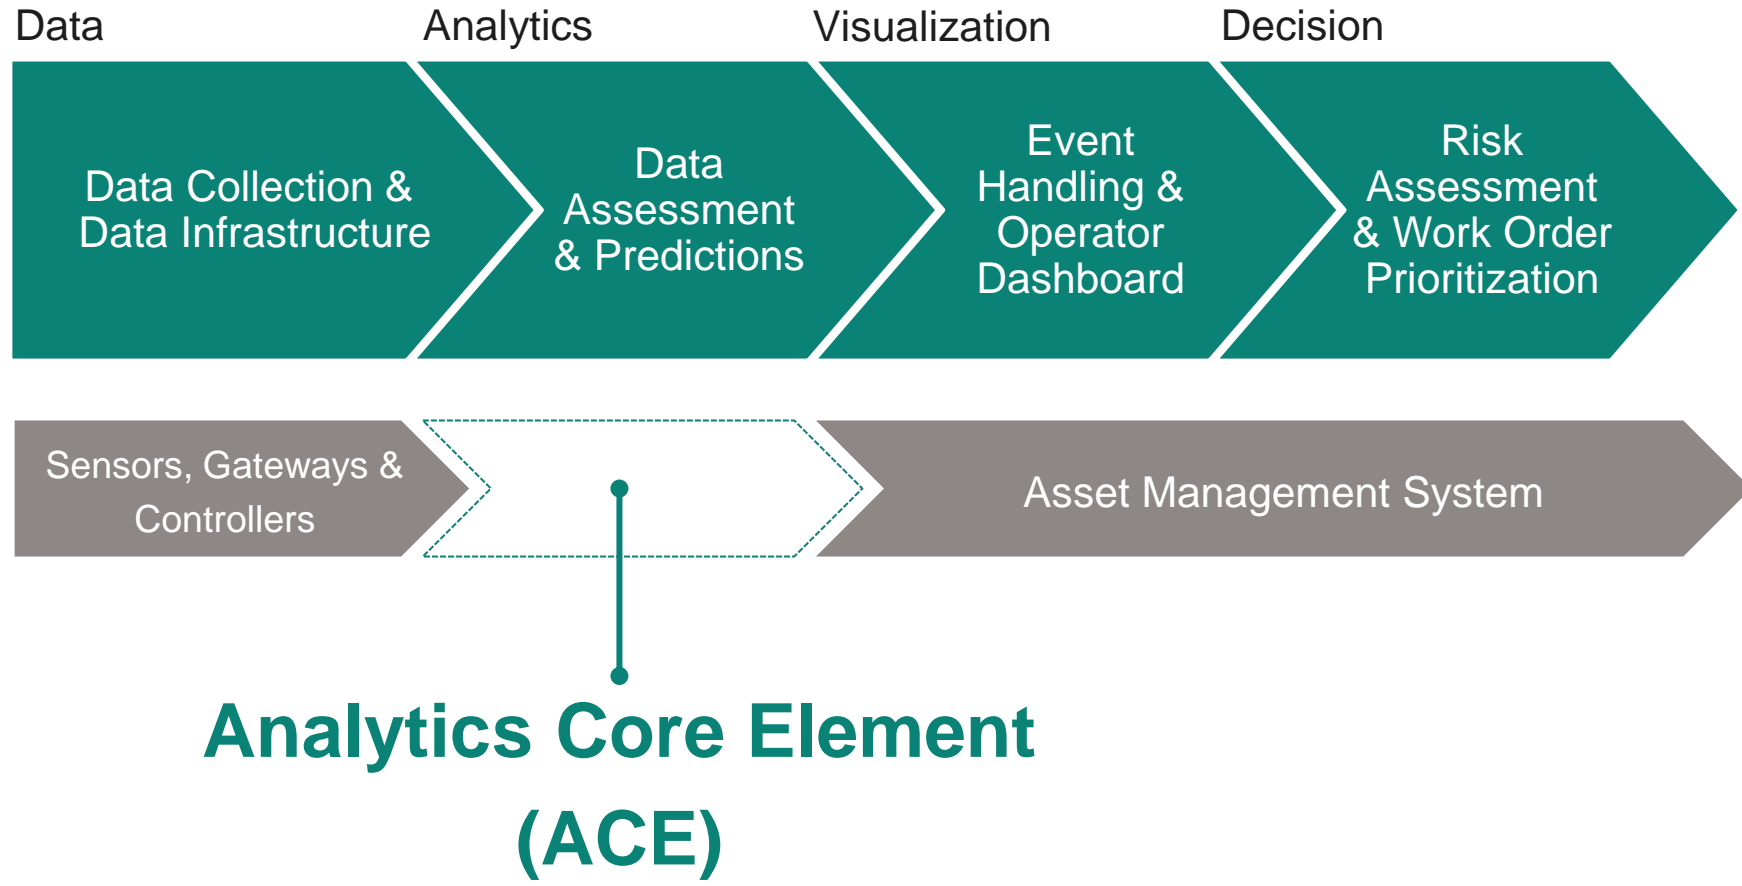 Data
Analytics
Visualization
Decision
Data Collection &
Data Infrastructure
Data
Assessment
& Predictions
Event
Handling &
Operator
Dashboard
Risk
Assessment
& Work Order
Prioritization
Sensors, Gateways &
Controllers
Asset Management System
Analytics Core Element
(ACE)